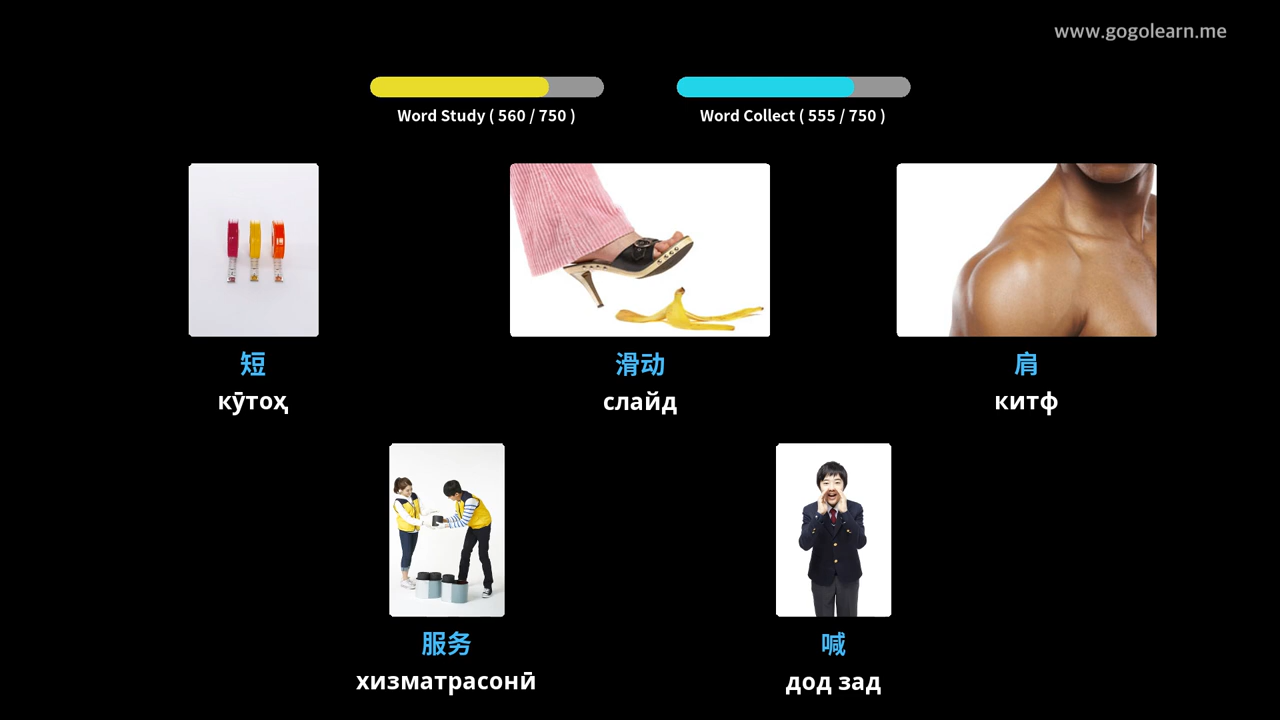 www.gogolearn.me
Word Study ( 560 / 750 )
Word Collect ( 555 / 750 )
短
滑动
肩
кӯтоҳ
слайд
китф
服务
喊
хизматрасонӣ
дод зад